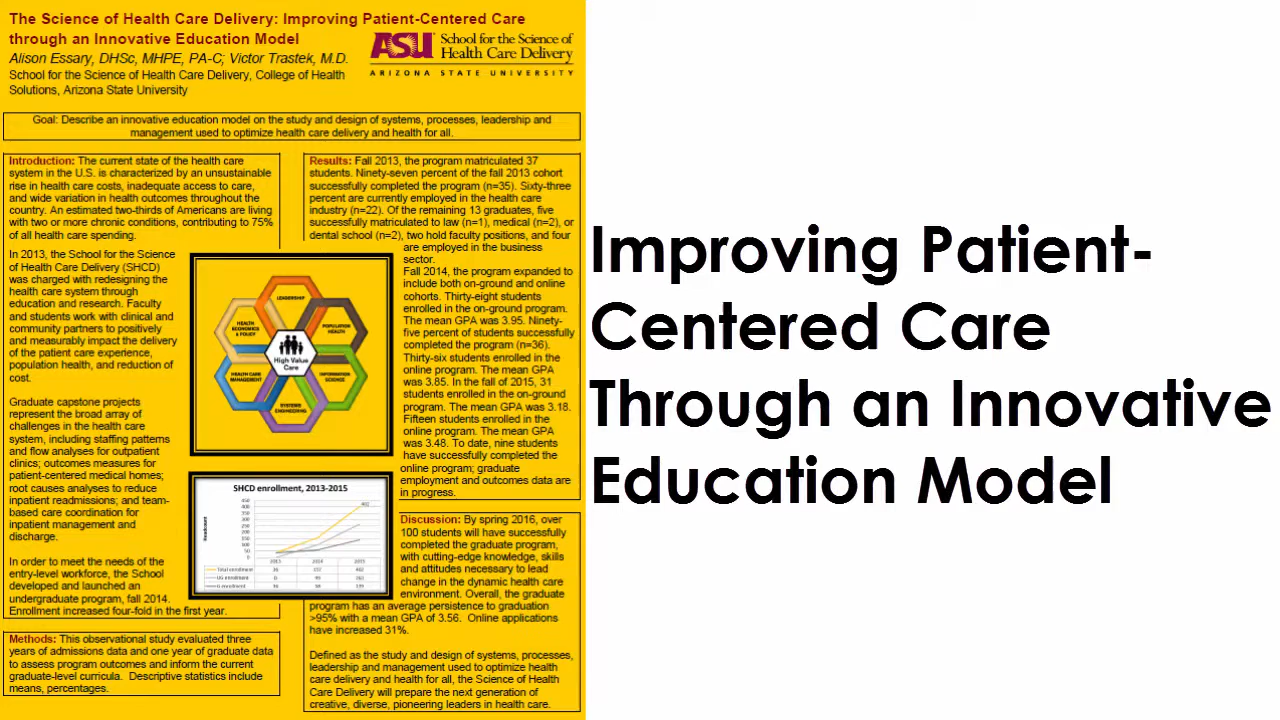 The Science of Health Care Delivery: Improving Patient-Centered Care
through an Innovative Education Model
Alison Essary, DHSc, MHPE, PA-C; Victor Trastek, M.D.
School for the Science of Health Care Delivery, College of Health
Solutions, Arizona State University
ASU School for the Science of
Health Care Delivery
ARIZONA STATE UNIVERSITY
Goal: Describe an innovative education model on the study and design of systems, processes, leadership and
management used to optimize health care delivery and health for all.
Introduction: The current state of the health care
system in the U.S. is characterized by an unsustainable
rise in health care costs, inadequate access to care,
and wide variation in health outcomes throughout the
country. An estimated two-thirds of Americans are living
with two or more chronic conditions, contributing to 75%
of all health care spending.
In 2013, the School for the Science
of Health Care Delivery (SHCD)
was charged with redesigning the
health care system through
education and research. Faculty
and students work with clinical and
community partners to positively
and measurably impact the delivery
of the patient care experience,
population health, and reduction of
cost.
Graduate capstone projects
represent the broad array of
challenges in the health care
system, including staffing patterns
and flow analyses for outpatient
clinics; outcomes measures for
patient-centered medical homes;
root causes analyses to reduce
inpatient readmissions; and team-
based care coordination for
inpatient management and
discharge.
In order to meet the needs of the
entry-level workforce, the School
developed and launched an
undergraduate program, fall 2014.
Enrollment increased four-fold in the first year.
Methods: This observational study evaluated three
years of admissions data and one year of graduate data
to assess program outcomes and inform the current
graduate-level curricula. Descriptive statistics include
means, percentages.
LEADERSHIP
HEALTH
ECONOMICS
& POLICY
POPULATION
HEALTH
High Value
Care
HEALTH CARE
MANAGEMENT
INFORMATION
SCIENCE
SYSTEMS
ENGINEERING
SHCD enrollment, 2013-2015
Headcount
450
400
350
300
250
200
150
100
50
0
2013 2014 2015
Total enrollment
UG enrollment
G enrollment
Results: Fall 2013, the program matriculated 37
students. Ninety-seven percent of the fall 2013 cohort
successfully completed the program (n=35). Sixty-three
percent are currently employed in the health care
industry (n=22). Of the remaining 13 graduates, five
successfully matriculated to law (n=1), medical (n=2), or
dental school (n=2), two hold faculty positions, and four
are employed in the business
sector.
Fall 2014, the program expanded to
include both on-ground and online
cohorts. Thirty-eight students
enrolled in the on-ground program.
The mean GPA was 3.95. Ninety-
five percent of students successfully
completed the program (n=36).
Thirty-six students enrolled in the
online program. The mean GPA
was 3.85. In the fall of 2015, 31
students enrolled in the on-ground
program. The mean GPA was 3.18.
Fifteen students enrolled in the
online program. The mean GPA
was 3.48. To date, nine students
have successfully completed the
online program; graduate
employment and outcomes data are
in progress.
Discussion: By spring 2016, over
100 students will have successfully
completed the graduate program,
with cutting-edge knowledge, skills
and attitudes necessary to lead
change in the dynamic health care
environment. Overall, the graduate
program has an average persistence to graduation
>95% with a mean GPA of 3.56. Online applications
have increased 31%.
Defined as the study and design of systems, processes,
leadership and management used to optimize health
care delivery and health for all, the Science of Health
Care Delivery will prepare the next generation of
creative, diverse, pioneering leaders in health care.
Improving Patient-
Centered Care
Through an Innovative
Education Model